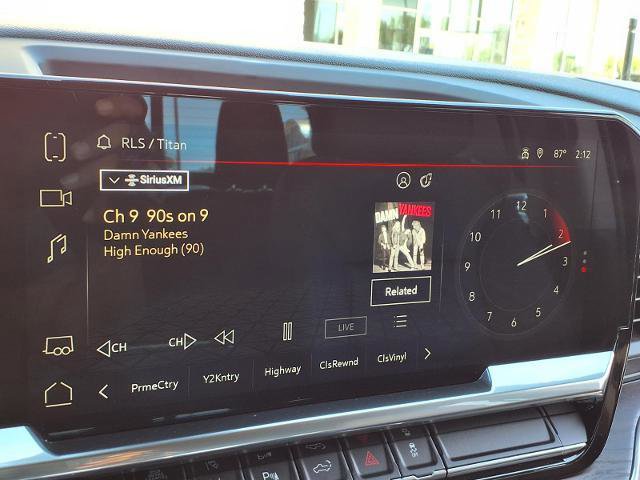 RLS / Titan
87° 2:12
SiriusXM
Ch 9 90s on 9
Damn Yankees
High Enough (90)
DAMN YANKEES
Related
12
1
2
3
4
5
6
7
8
9
10
11
CH
CH
LIVE
PrmeCtry
Y2Kntry
Highway
ClsRewnd
ClsVinyl